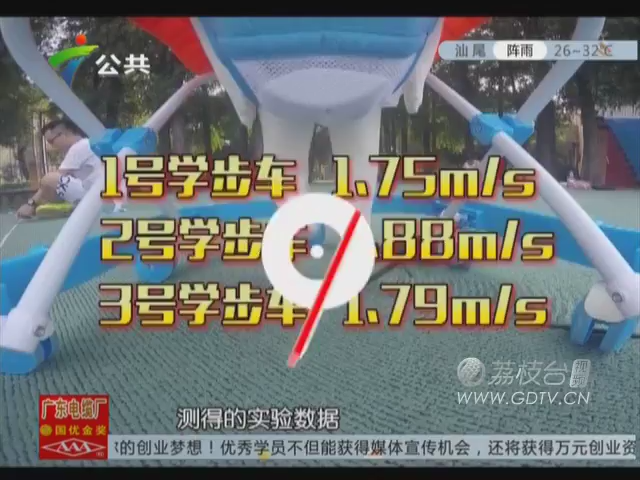 公共
汕尾 阵雨 26~32℃
1号学步车 1.75m/s
2号学步车 .88m/s
3号学步车 1.79m/s
荔枝台 视频
WWW.GDTV.CN
广东电缆厂
国优金奖
测得的实验数据
的创业梦想！优秀学员不但能获得媒体宣传机会，还将获得万元创业资